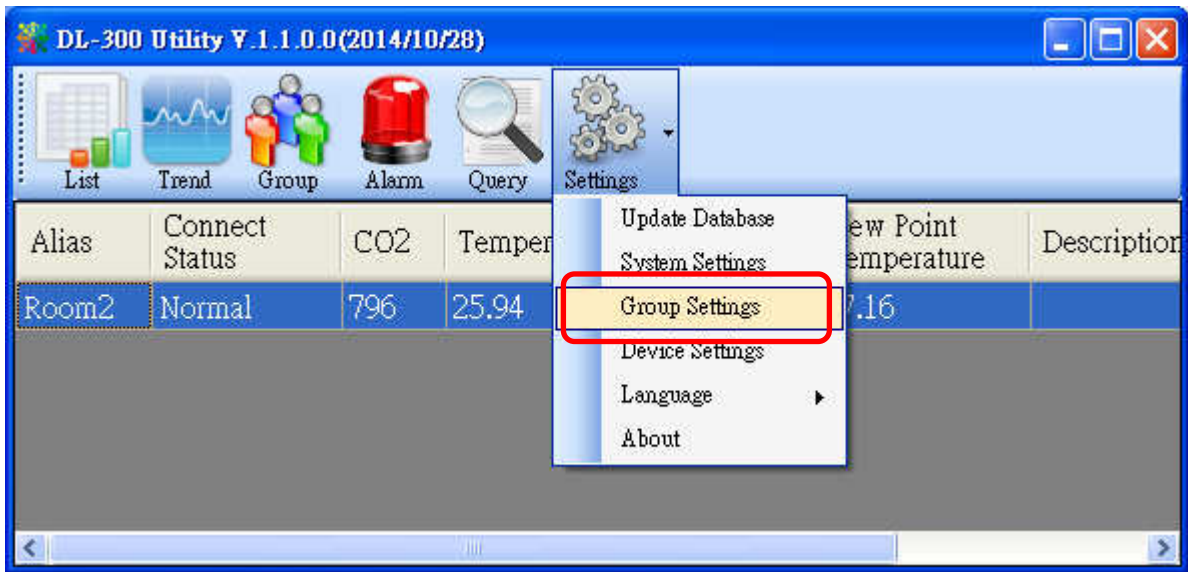 DL-300 Utility V.1.1.0.0(2014/10/28)
List Trend Group Alarm Query Settings
Alias Connect Status CO2 Temper ew Point emperature Description
Room2 Normal 796 25.94 7.16
Update Database
System Settings
Group Settings
Device Settings
Language
About